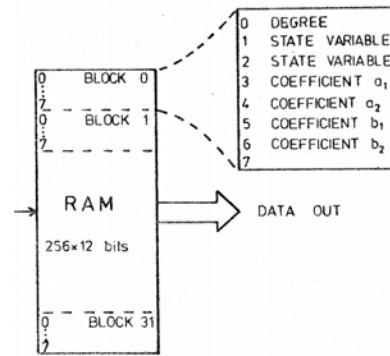 0 DEGREE
1 STATE VARIABLE
2 STATE VARIABLE
3 COEFFICIENT a1
4 COEFFICIENT a2
5 COEFFICIENT b1
6 COEFFICIENT b2
7
0 BLOCK 0
7
0 BLOCK 1
7
RAM
256×12 bits
DATA OUT
0 BLOCK 31
7